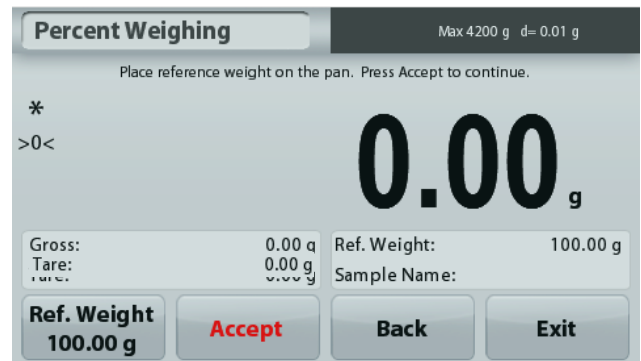 Percent Weighing
Max 4200 g d= 0.01 g
Place reference weight on the pan. Press Accept to continue.
*
>0<
0.00 g
Gross: 0.00 g
Tare: 0.00 g
Ref. Weight: 100.00 g
Sample Name:
Ref. Weight
100.00 g
Accept
Back
Exit